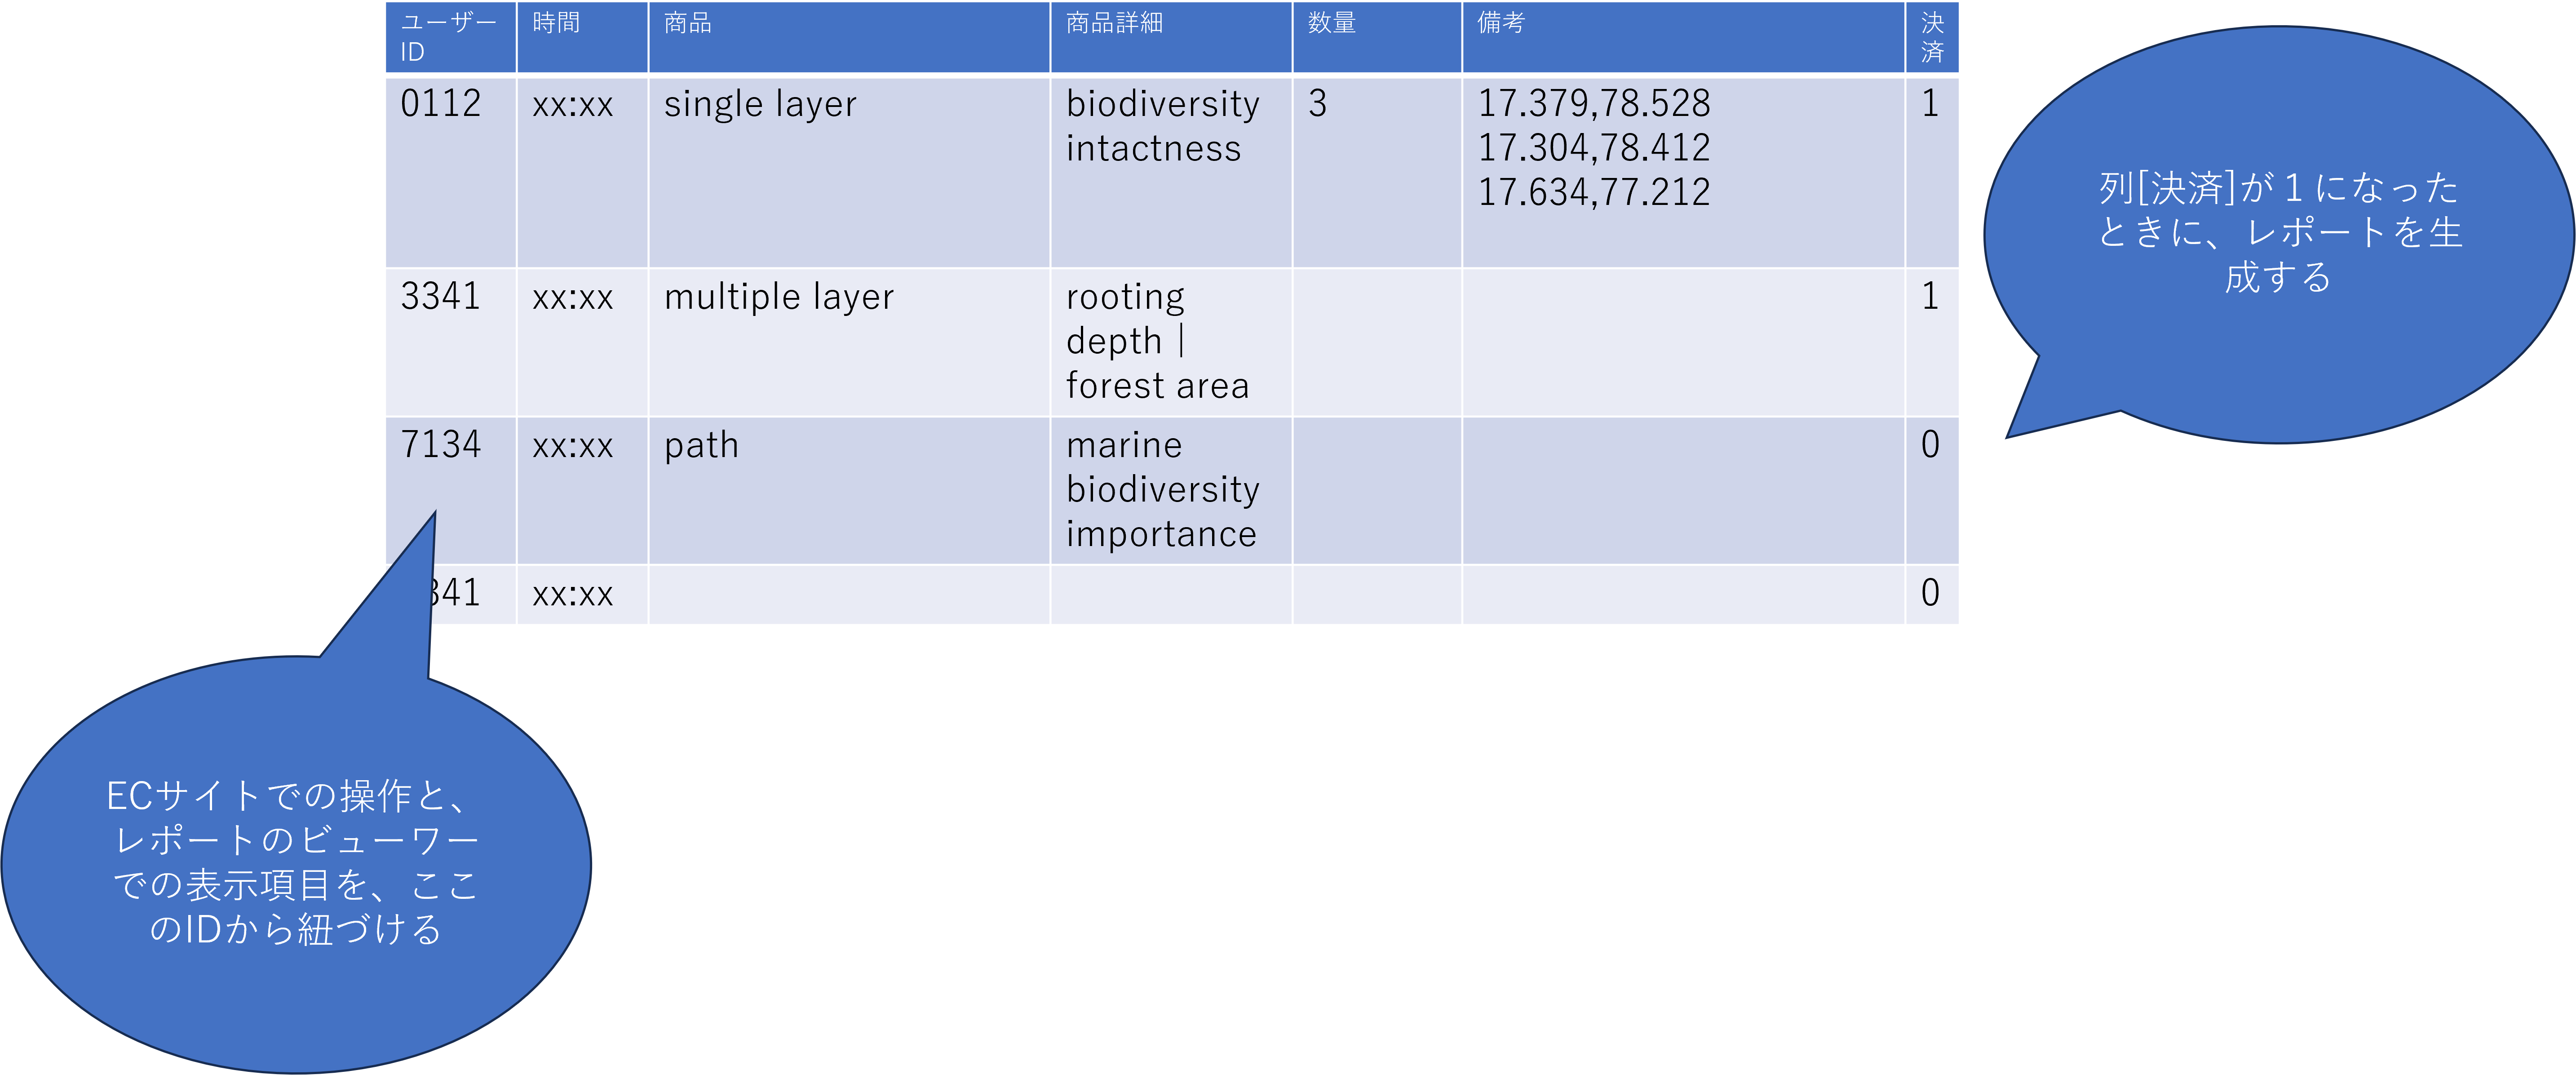 ユーザー
ID
時間
商品
商品詳細
数量
備考
決
済
0112
xx:xx
single layer
biodiversity
intactness
3
17.379,78.528
17.304,78.412
17.634,77.212
1
3341
xx:xx
multiple layer
rooting
depth |
forest area
1
7134
xx:xx
path
marine
biodiversity
importance
0
xx:xx
0
列[決済]が１になった
ときに、レポートを生
成する
ECサイトでの操作と、
レポートのビューワー
での表示項目を、ここ
のIDから紐づける